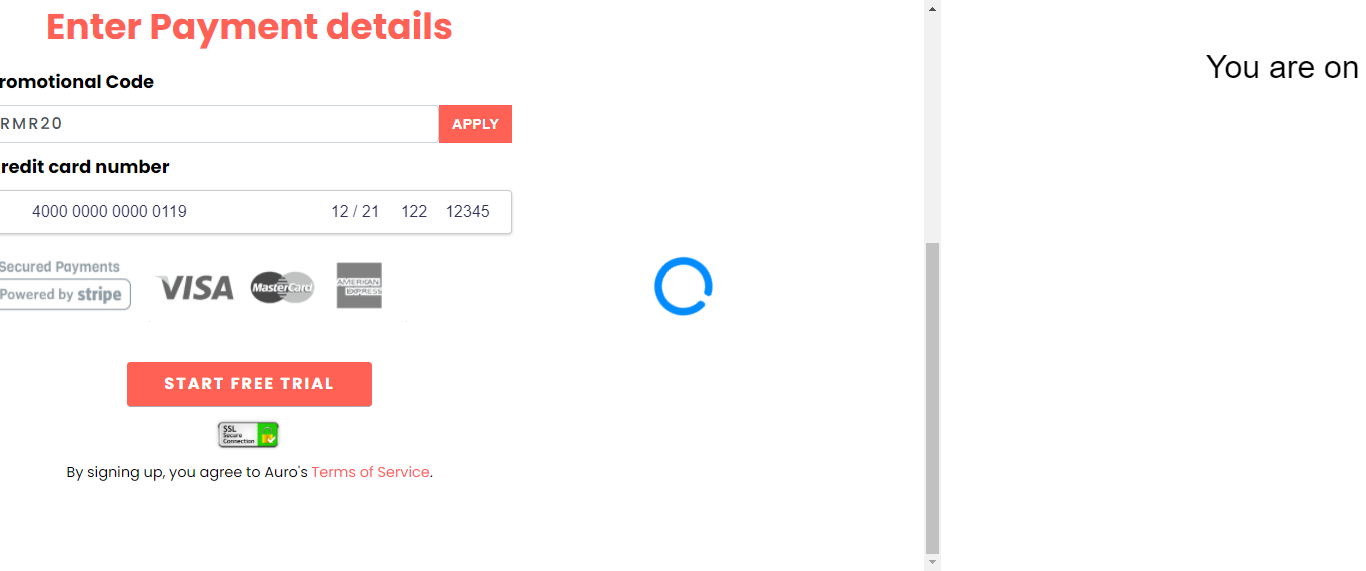 Enter Payment details
You are on
romotional Code
RMR20
APPLY
redit card number
4000 0000 0000 0119 12 / 21 122 12345
Secured Payments
Powered by stripe
VISA
MasterCard
AMERICAN
EXPRESS
START FREE TRIAL
SSL
Secure
Connection
By signing up, you agree to Auro's Terms of Service.